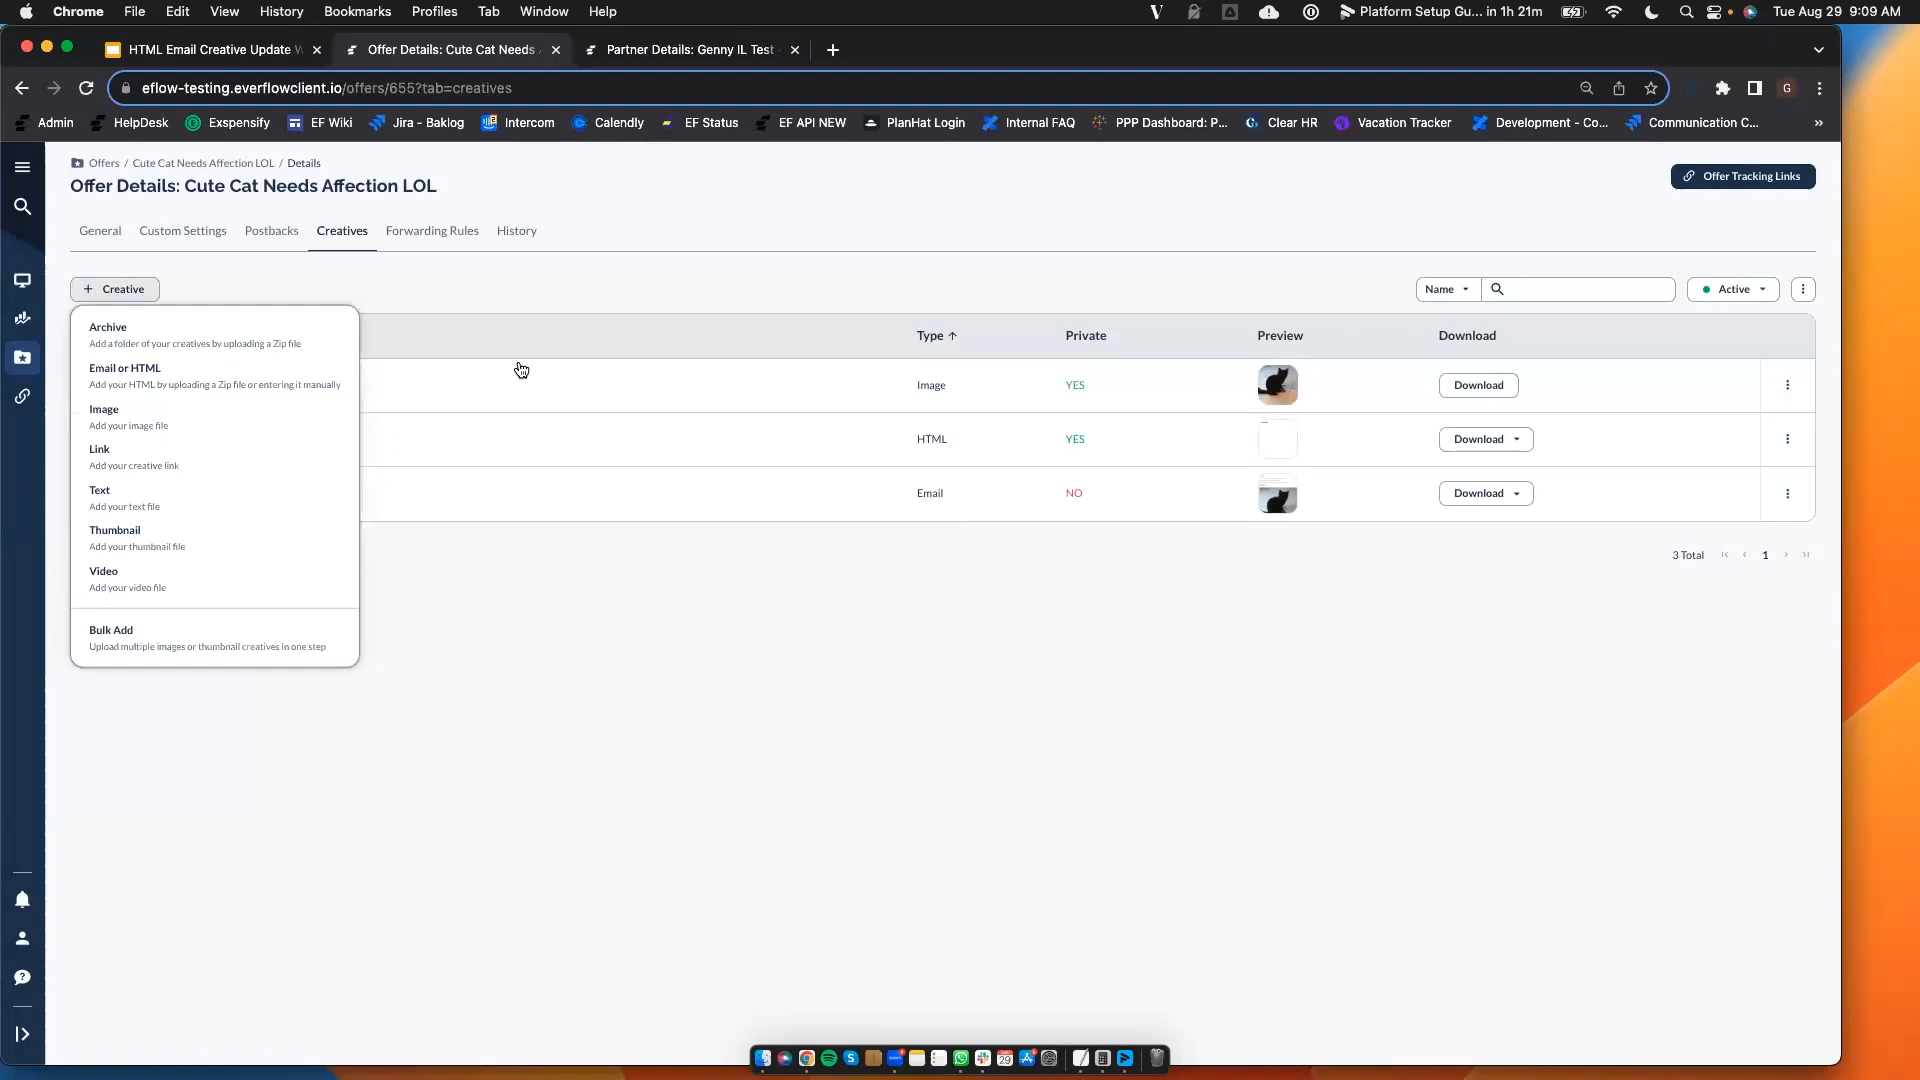 Chrome File Edit View History Bookmarks Profiles Tab Window Help
Platform Setup Gu... in 1h 21m
Tue Aug 29 9:09 AM
HTML Email Creative Update
Offer Details: Cute Cat Needs
Partner Details: Genny IL Test
eflow-testing.everflowclient.io/offers/655?tab=creatives
G
Admin HelpDesk Exspensify EF Wiki Jira - Baklog Intercom Calendly EF Status EF API NEW PlanHat Login Internal FAQ PPP Dashboard: P... Clear HR Vacation Tracker Development - Co... Communication C... »
Offers / Cute Cat Needs Affection LOL / Details
Offer Details: Cute Cat Needs Affection LOL
Offer Tracking Links
General Custom Settings Postbacks Creatives Forwarding Rules History
+ Creative
Name
Active
Archive
Add a folder of your creatives by uploading a Zip file
Email or HTML
Add your HTML by uploading a Zip file or entering it manually
Image
Add your image file
Link
Add your creative link
Text
Add your text file
Thumbnail
Add your thumbnail file
Video
Add your video file
Bulk Add
Upload multiple images or thumbnail creatives in one step
Type ↑ Private Preview Download
Image YES Download
HTML YES Download
Email NO Download
3 Total 1